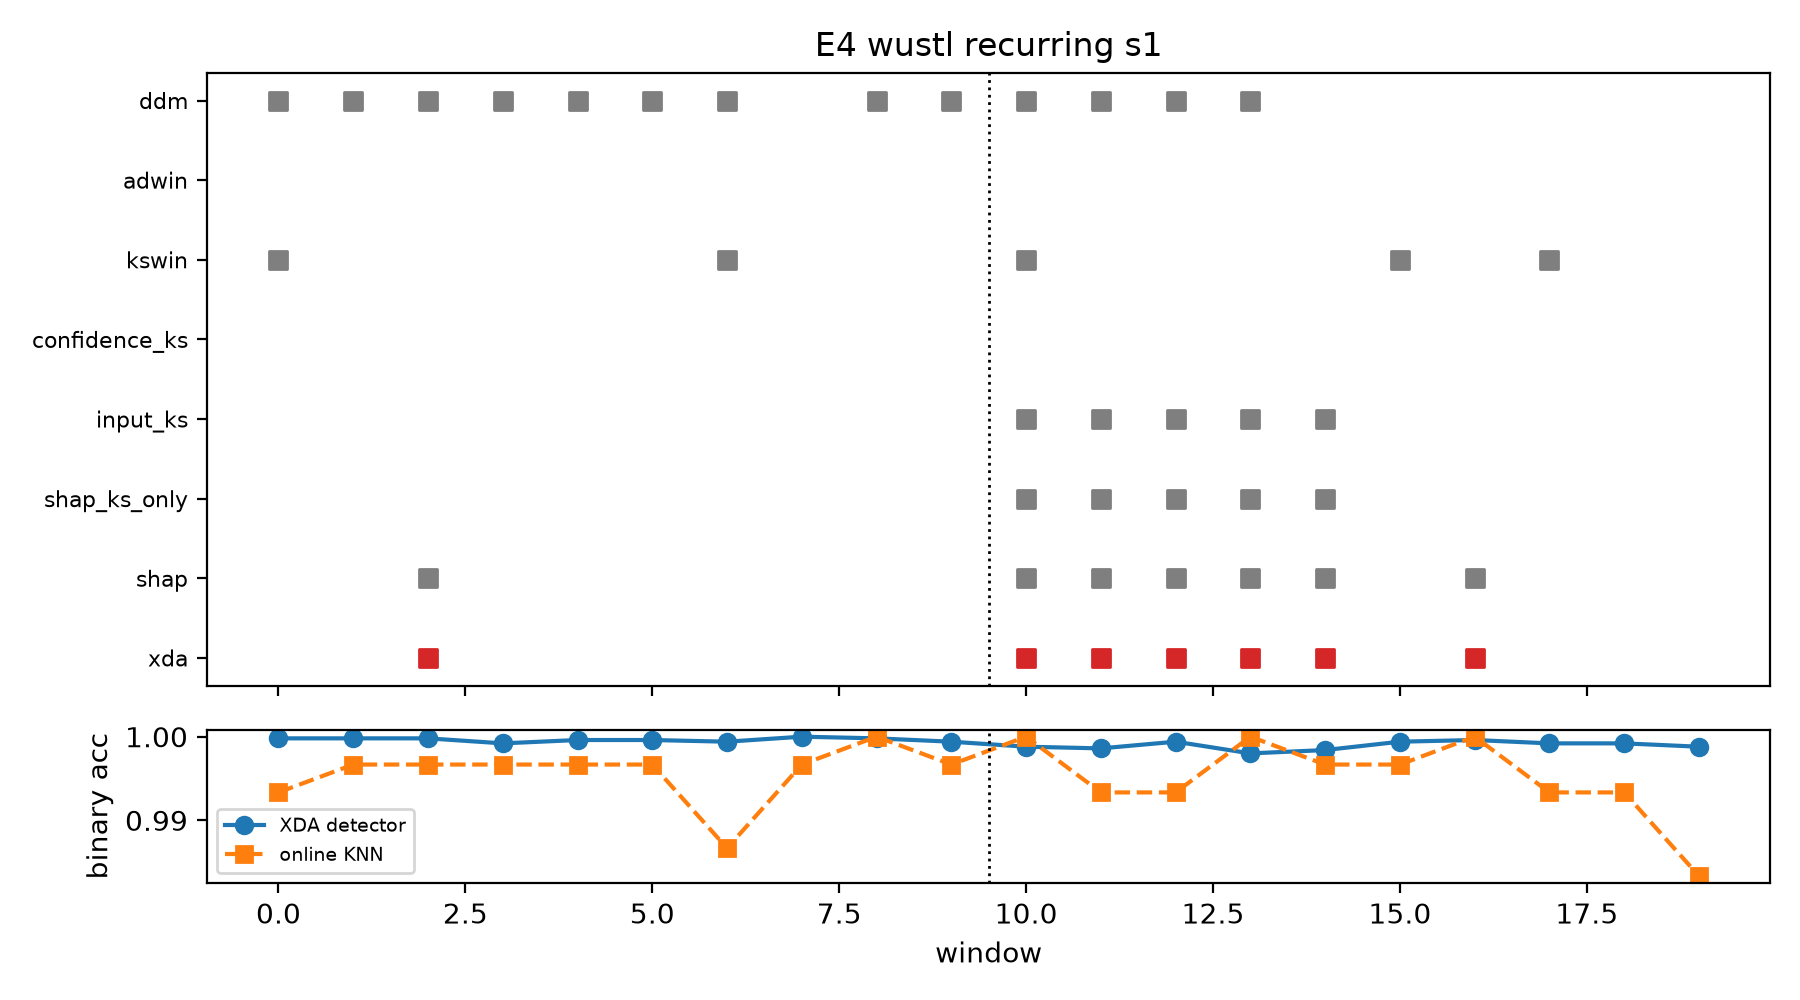 E4 wustl recurring s1
ddm
adwin
kswin
confidence_ks
input_ks
shap_ks_only
shap
xda
binary acc
1.00
0.99
XDA detector
online KNN
0.0 2.5 5.0 7.5 10.0 12.5 15.0 17.5
window